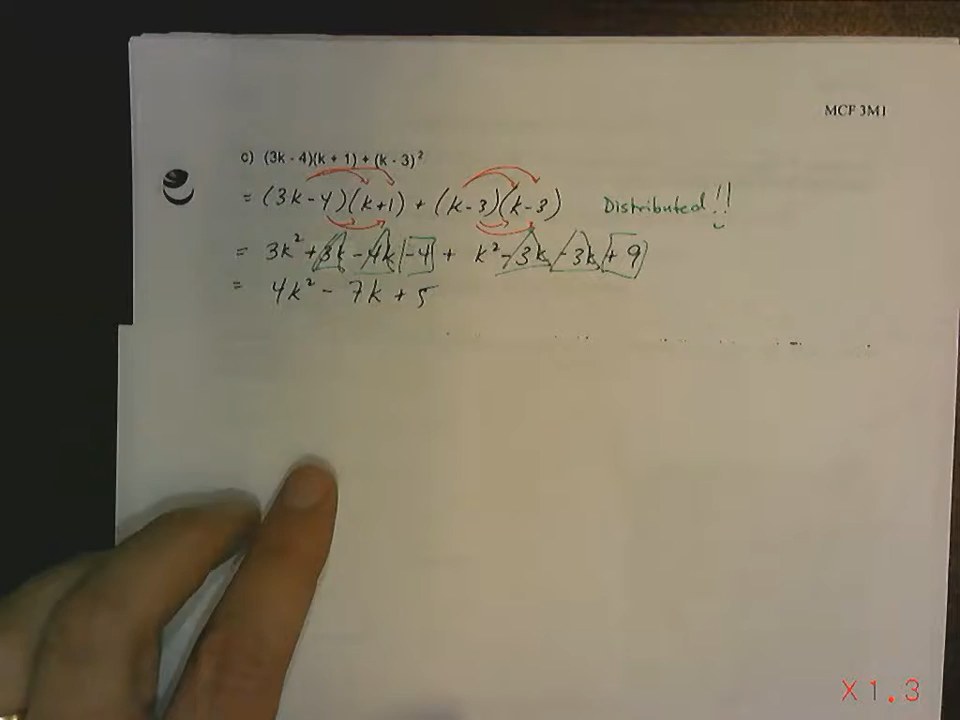 MCF 3M1
c) (3k - 4)(k + 1) + (k - 3)²
= (3k - 4)(k + 1) + (k - 3)(k - 3) Distributed!!
= 3k² + 3k - 4k - 4 + k² - 3k - 3k + 9
= 4k² - 7k + 5
X1.3